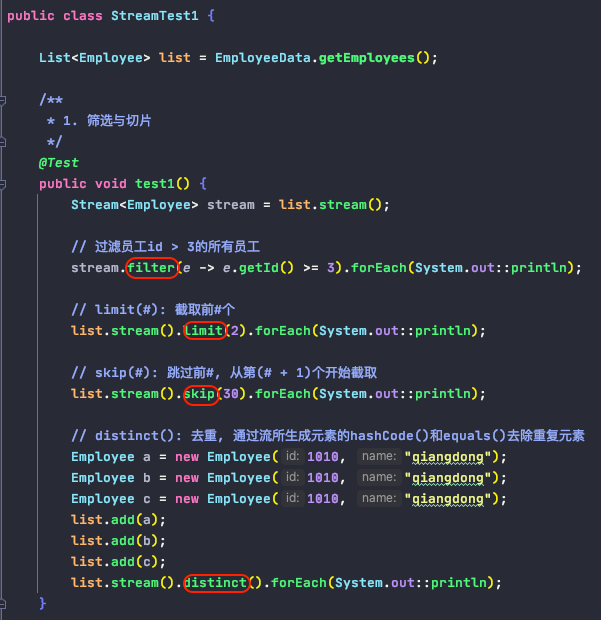 public class StreamTest1 {
List<Employee> list = EmployeeData.getEmployees();
/**
* 1. 筛选与切片
*/
@Test
public void test1() {
Stream<Employee> stream = list.stream();
// 过滤员工id > 3的所有员工
stream.filter(e -> e.getId() >= 3).forEach(System.out::println);
// limit(#): 截取前#个
list.stream().limit(2).forEach(System.out::println);
// skip(#): 跳过前#, 从第(# + 1)个开始截取
list.stream().skip(30).forEach(System.out::println);
// distinct(): 去重, 通过流所生成元素的hashCode()和equals()去除重复元素
Employee a = new Employee( id: 1010, name: "qiangdong");
Employee b = new Employee( id: 1010, name: "qiangdong");
Employee c = new Employee( id: 1010, name: "qiangdong");
list.add(a);
list.add(b);
list.add(c);
list.stream().distinct().forEach(System.out::println);
}